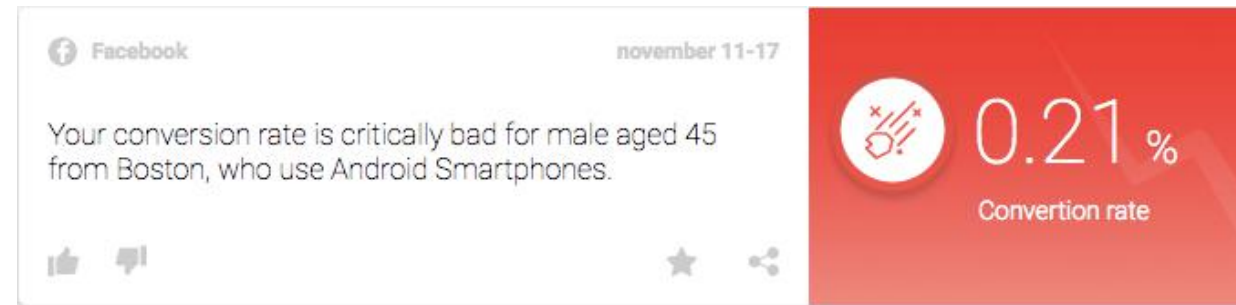 Facebook
november 11-17
Your conversion rate is critically bad for male aged 45
from Boston, who use Android Smartphones.
0.21 %
Convertion rate